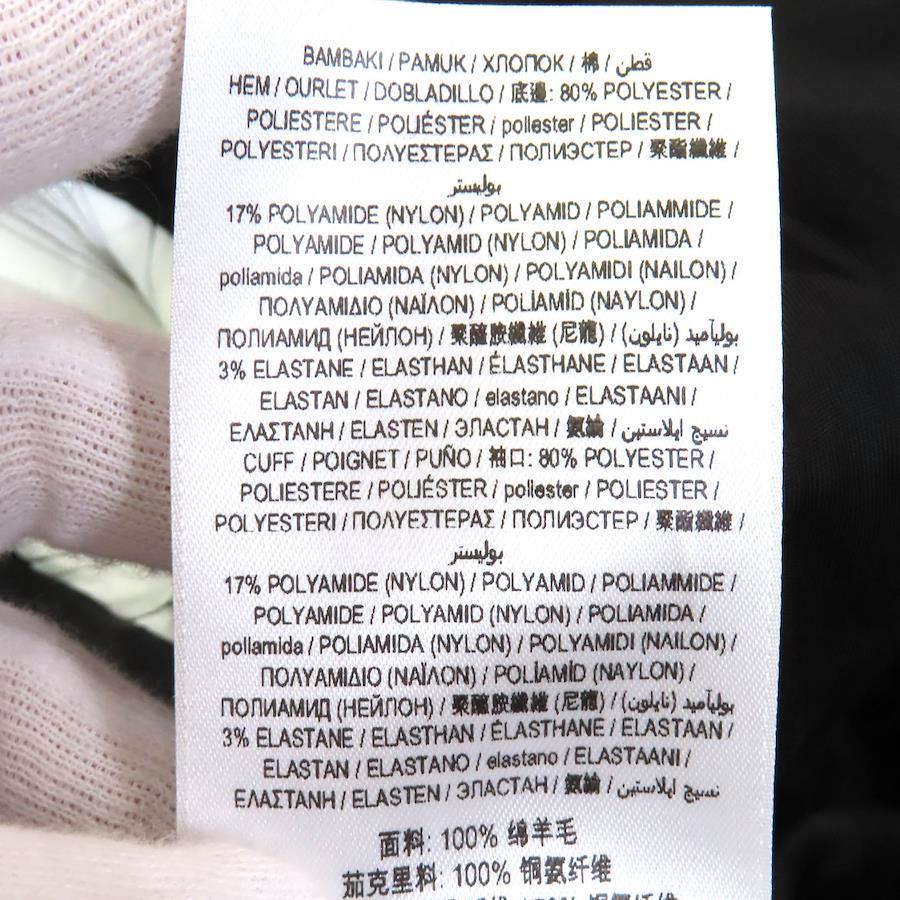 BAMBAKI / PAMUK / ХЛОПОК / 棉 / قطن
HEM / OURLET / DOBLADILLO / 底邊: 80% POLYESTER /
POLIESTERE / POLIÉSTER / poliester / POLIESTER /
POLYESTERI / ΠΟΛΥΕΣΤΕΡΑΣ / ПОЛИЭСТЕР / 聚酯纖維 /
بوليستر
17% POLYAMIDE (NYLON) / POLYAMID / POLIAMMIDE /
POLYAMIDE / POLYAMID (NYLON) / POLIAMIDA /
poliamida / POLIAMIDA (NYLON) / POLYAMIDI (NAILON) /
ΠΟΛΥΑΜΙΔΙΟ (ΝΑΪΛΟΝ) / POLİAMİD (NAYLON) /
ПОЛИАМИД (НЕЙЛОН) / 聚醯胺纖維 (尼龍) / بوليآميد (نايلون)
3% ELASTANE / ELASTHAN / ÉLASTHANE / ELASTAAN /
ELASTAN / ELASTANO / elastano / ELASTAANI /
ΕΛΑΣΤΑΝΗ / ELASTEN / ЭЛАСТАН / 氨綸 / نسيج ايلاستين
CUFF / POIGNET / PUÑO / 袖口: 80% POLYESTER /
POLIESTERE / POLIÉSTER / poliester / POLIESTER /
POLYESTERI / ΠΟΛΥΕΣΤΕΡΑΣ / ПОЛИЭСТЕР / 聚酯纖維 /
بوليستر
17% POLYAMIDE (NYLON) / POLYAMID / POLIAMMIDE /
POLYAMIDE / POLYAMID (NYLON) / POLIAMIDA /
poliamida / POLIAMIDA (NYLON) / POLYAMIDI (NAILON) /
ΠΟΛΥΑΜΙΔΙΟ (ΝΑΪΛΟΝ) / POLİAMİD (NAYLON) /
ПОЛИАМИД (НЕЙЛОН) / 聚醯胺纖維 (尼龍) / بوليآميد (نايلون)
3% ELASTANE / ELASTHAN / ÉLASTHANE / ELASTAAN /
ELASTAN / ELASTANO / elastano / ELASTAANI /
ΕΛΑΣΤΑΝΗ / ELASTEN / ЭЛАСТАН / 氨綸 / نسيج ايلاستين
面料: 100% 绵羊毛
茄克里料: 100% 铜氨纤维